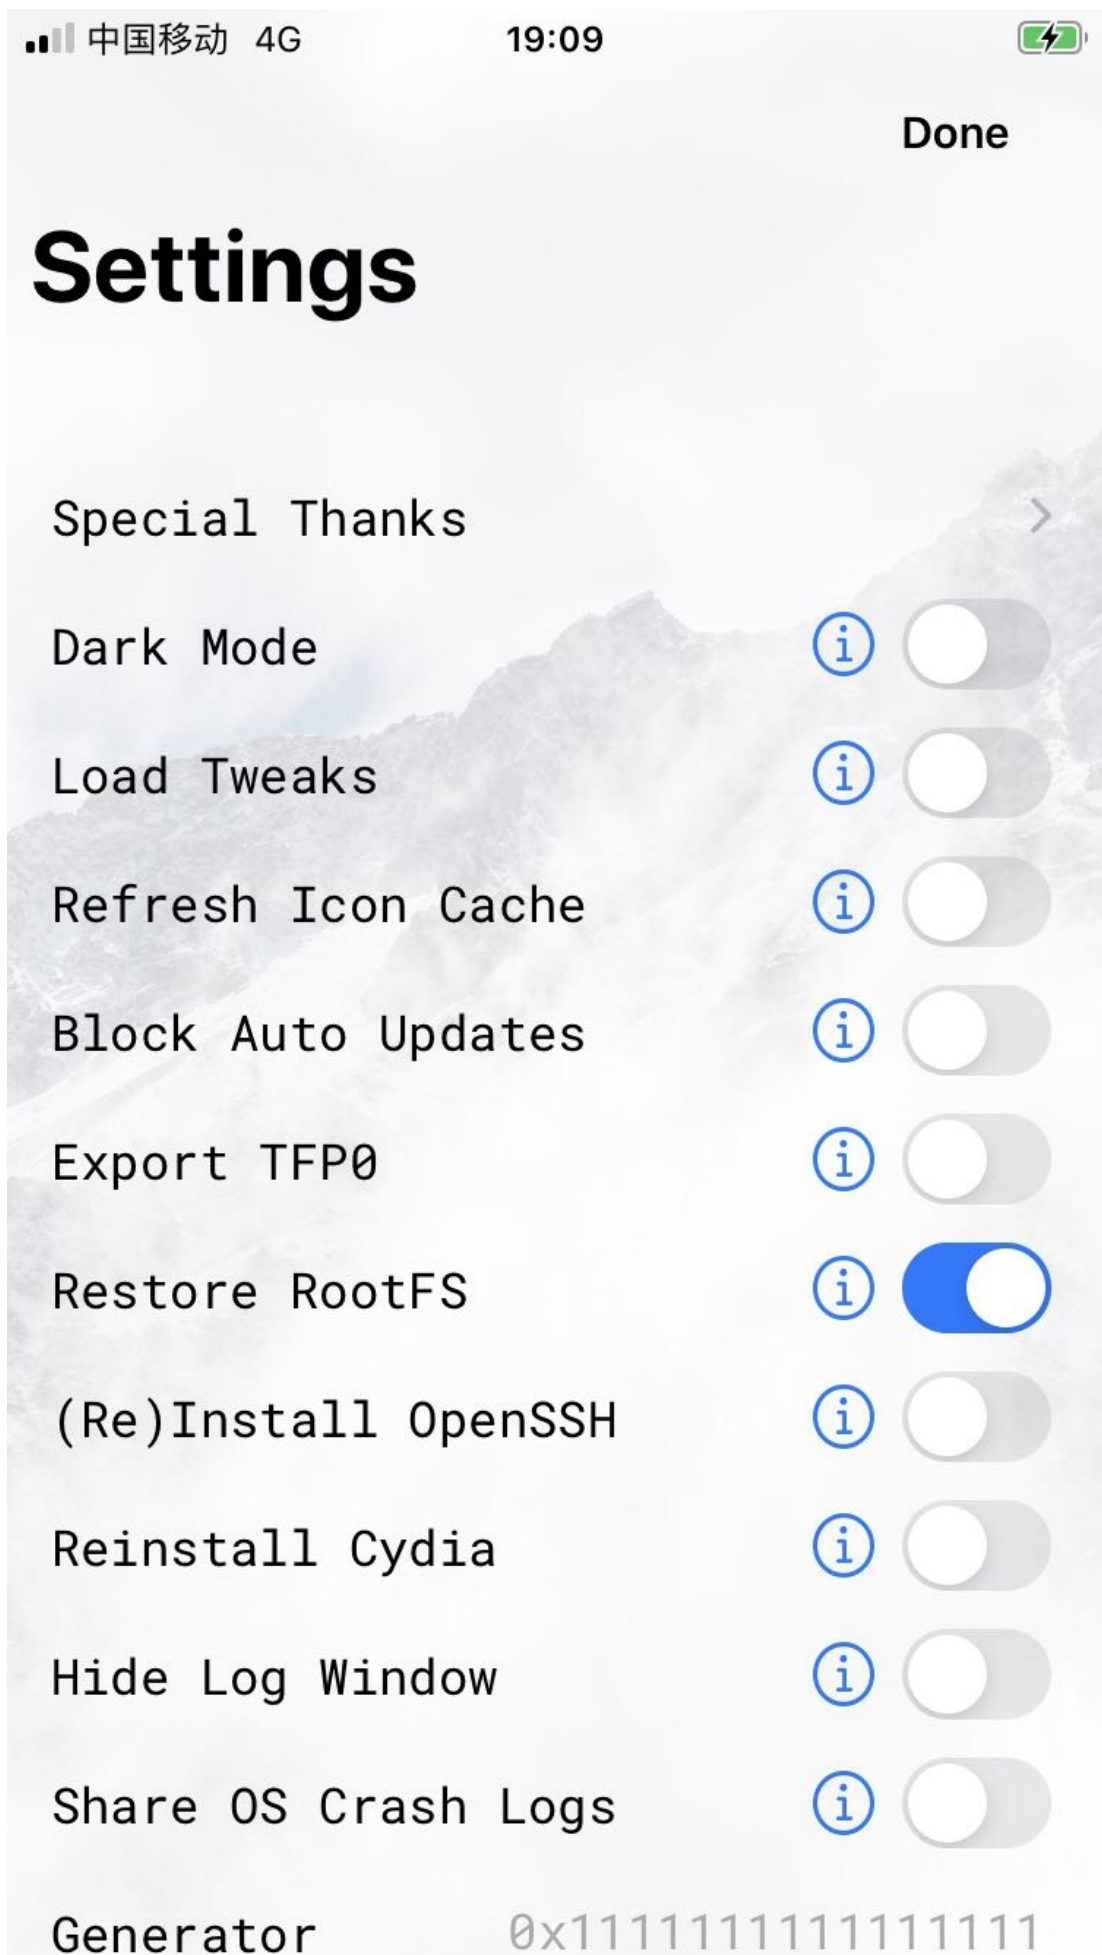 中国移动 4G 19:09
Done
Settings
Special Thanks
Dark Mode
Load Tweaks
Refresh Icon Cache
Block Auto Updates
Export TFP0
Restore RootFS
(Re)Install OpenSSH
Reinstall Cydia
Hide Log Window
Share OS Crash Logs
Generator 0x1111111111111111